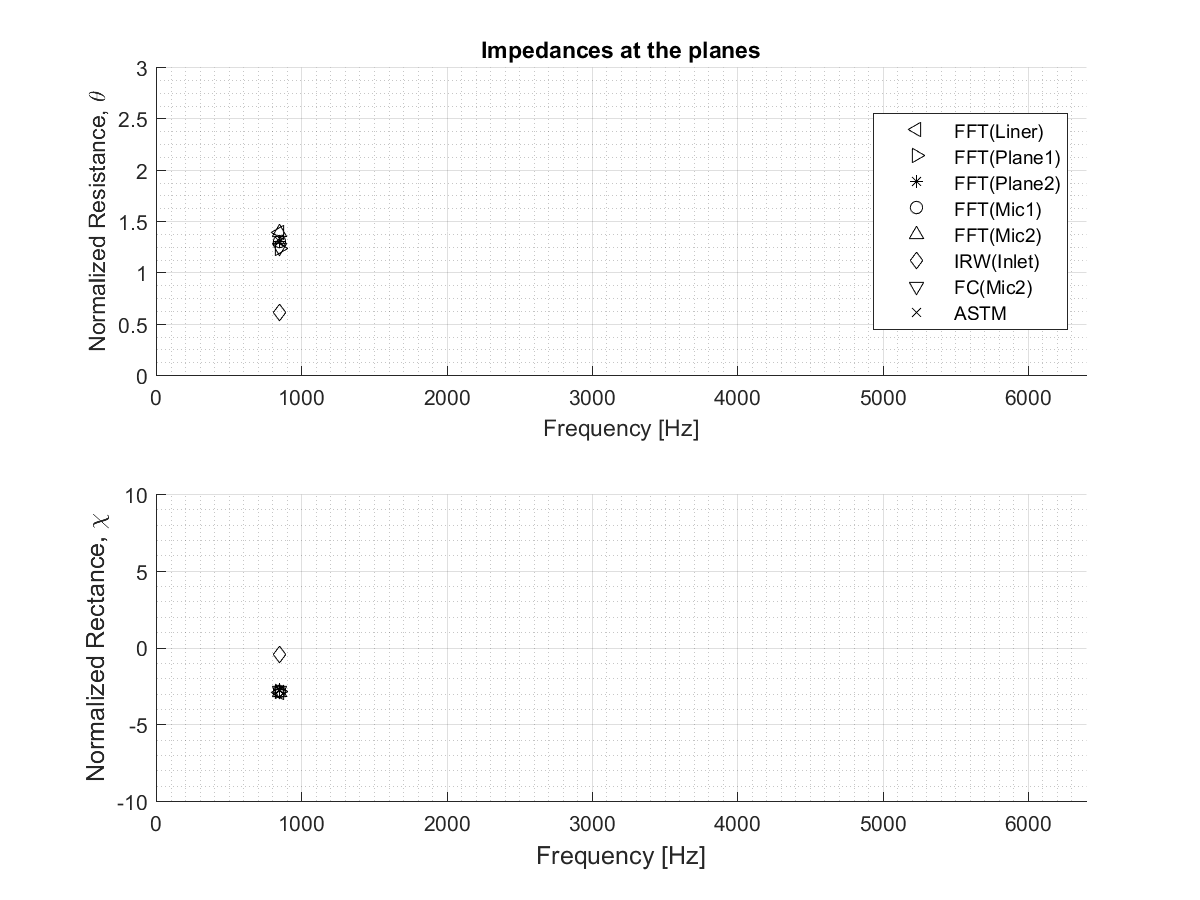 Impedances at the planes
Normalized Resistance, θ
3
2.5
2
1.5
1
0.5
0
0 1000 2000 3000 4000 5000 6000
Frequency [Hz]
FFT(Liner)
FFT(Plane1)
FFT(Plane2)
FFT(Mic1)
FFT(Mic2)
IRW(Inlet)
FC(Mic2)
ASTM
Normalized Rectance, χ
10
5
0
-5
-10
0 1000 2000 3000 4000 5000 6000
Frequency [Hz]